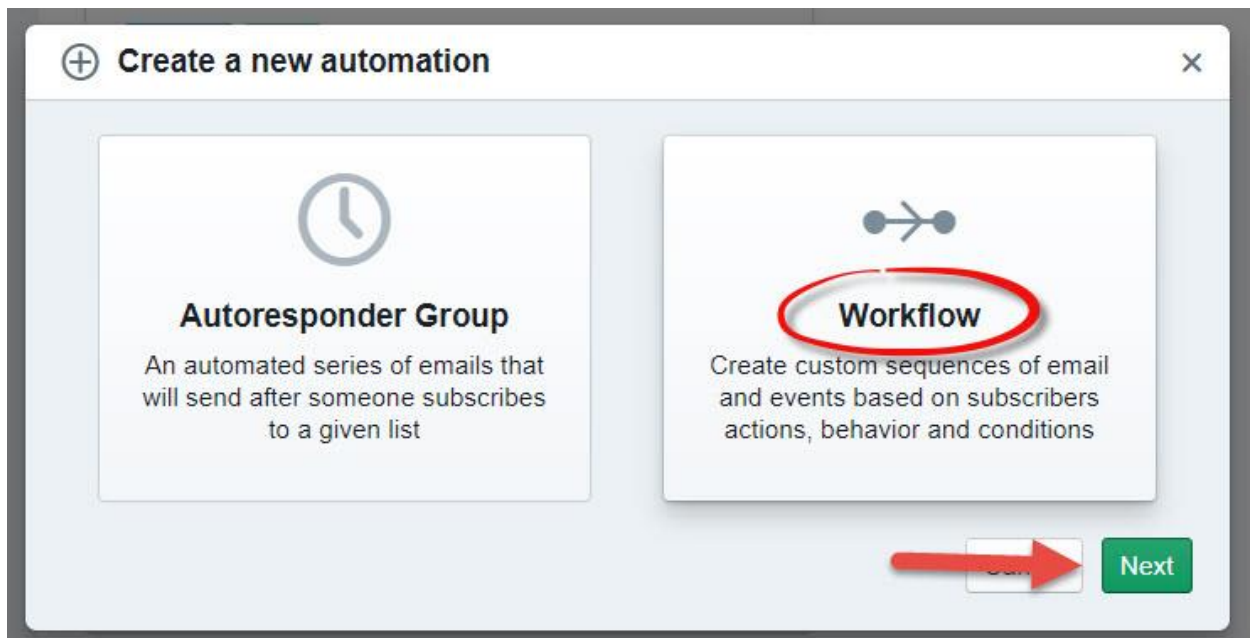 Create a new automation
Autoresponder Group
An automated series of emails that
will send after someone subscribes
to a given list
Workflow
Create custom sequences of email
and events based on subscribers
actions, behavior and conditions
Next